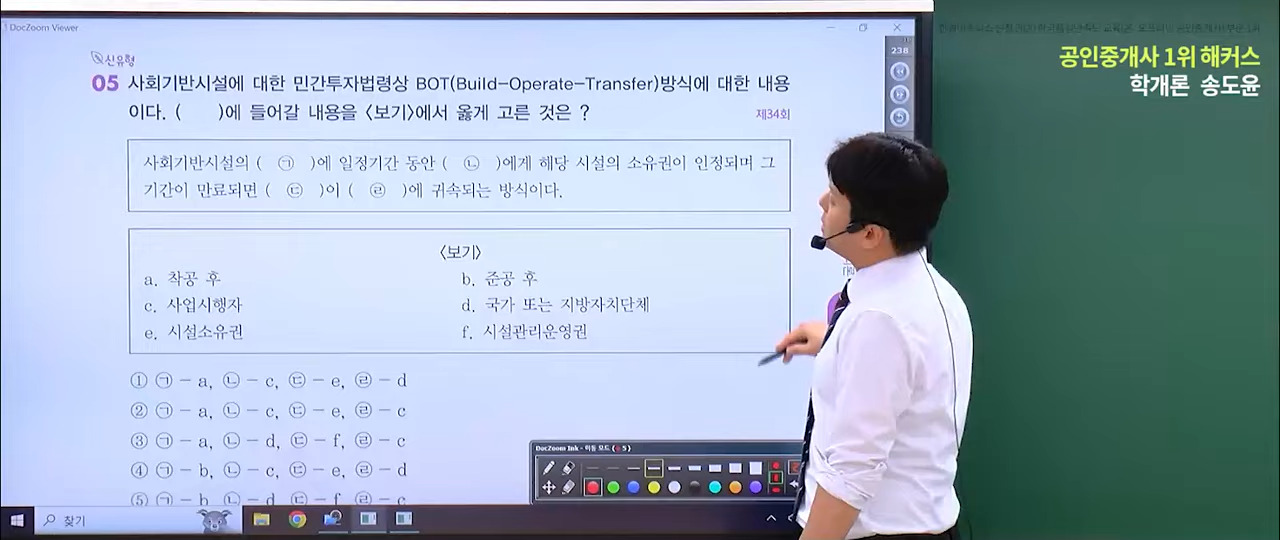 DocZoom Viewer
공인중개사 1위 해커스
학개론 송도윤
238
신유형
05 사회기반시설에 대한 민간투자법령상 BOT(Build-Operate-Transfer)방식에 대한 내용
이다. ( )에 들어갈 내용을 <보기>에서 옳게 고른 것은 ?
제34회
사회기반시설의 ( ㉠ )에 일정기간 동안 ( ㉡ )에게 해당 시설의 소유권이 인정되며 그
기간이 만료되면 ( ㉢ )이 ( ㉣ )에 귀속되는 방식이다.
<보기>
a. 착공 후 b. 준공 후
c. 사업시행자 d. 국가 또는 지방자치단체
e. 시설소유권 f. 시설관리운영권
① ㉠ - a, ㉡ - c, ㉢ - e, ㉣ - d
② ㉠ - a, ㉡ - c, ㉢ - e, ㉣ - c
③ ㉠ - a, ㉡ - d, ㉢ - f, ㉣ - c
④ ㉠ - b, ㉡ - c, ㉢ - e, ㉣ - d
⑤ ㉠ - b, ㉡ - d, ㉢ - f, ㉣ - c
DocZoom Ink - 이동 모드 ( 5 )
찾기